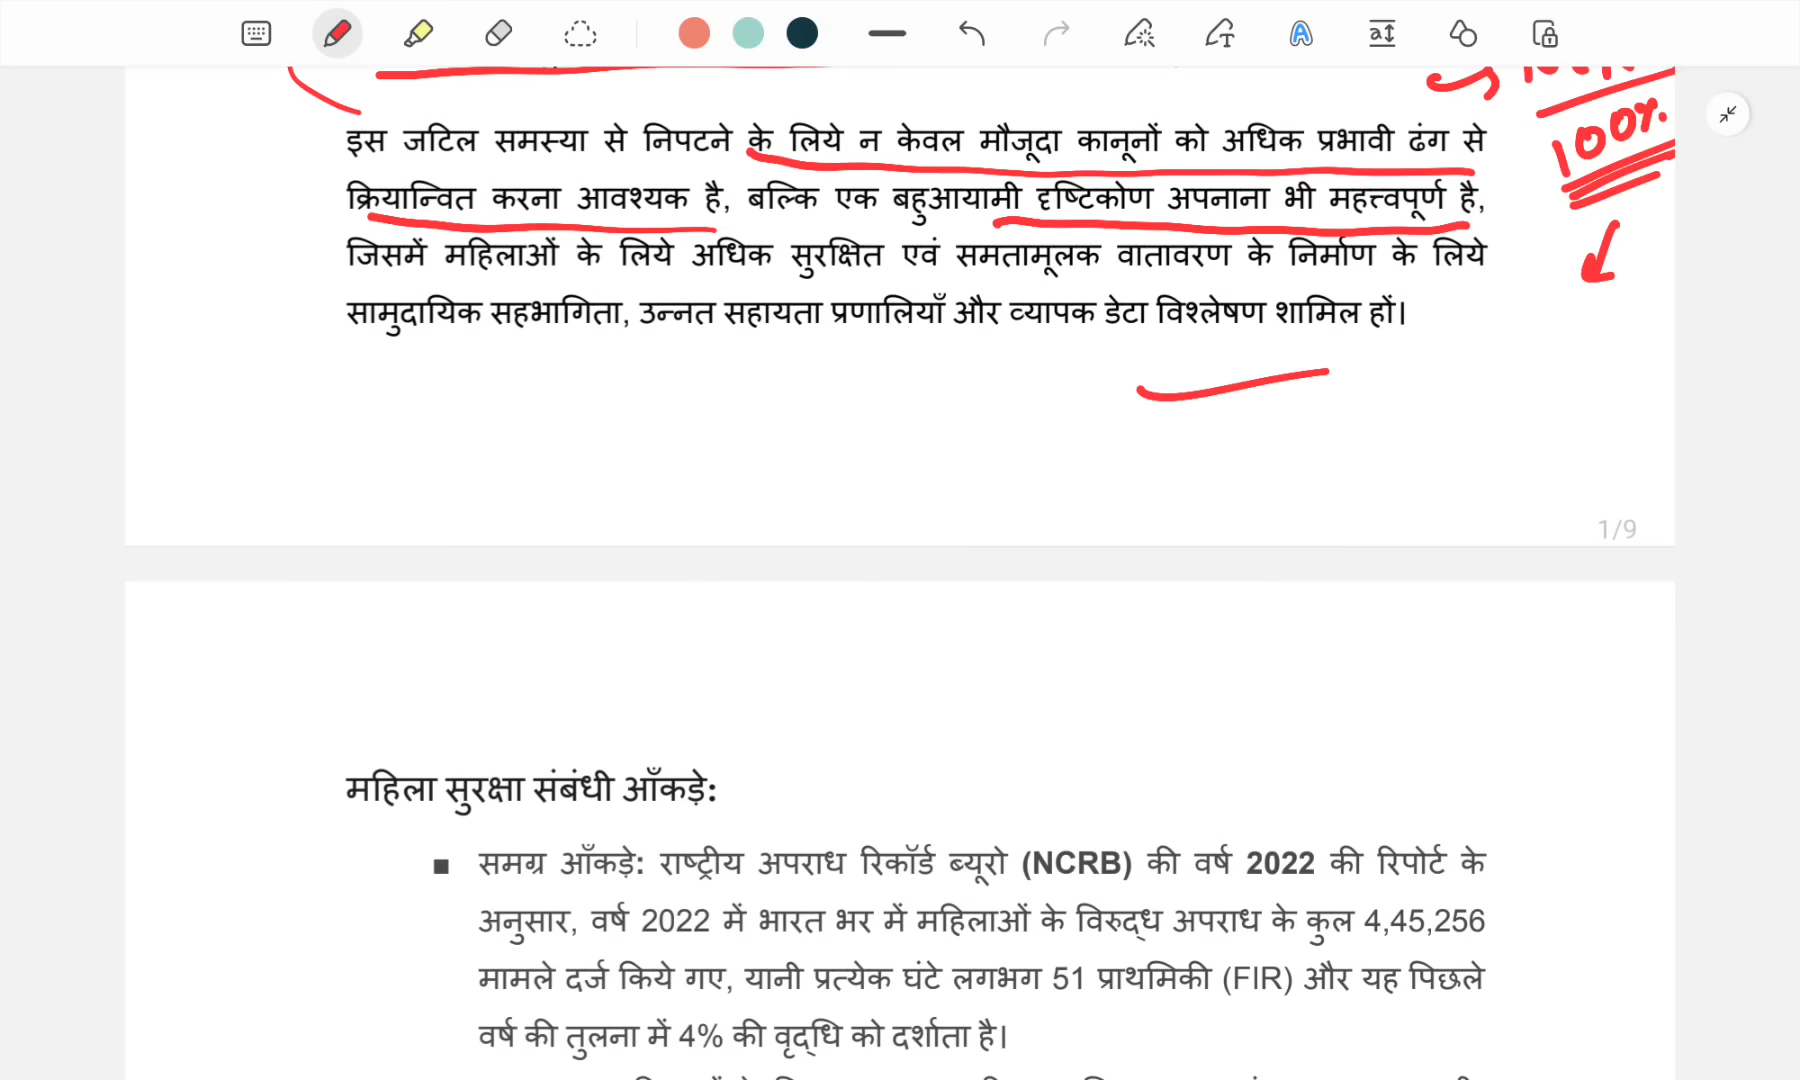 इस जटिल समस्या से निपटने के लिये न केवल मौजूदा कानूनों को अधिक प्रभावी ढंग से
100%
क्रियान्वित करना आवश्यक है, बल्कि एक बहुआयामी दृष्टिकोण अपनाना भी महत्त्वपूर्ण है,
जिसमें महिलाओं के लिये अधिक सुरक्षित एवं समतामूलक वातावरण के निर्माण के लिये
सामुदायिक सहभागिता, उन्नत सहायता प्रणालियाँ और व्यापक डेटा विश्लेषण शामिल हों।
1/9
महिला सुरक्षा संबंधी आँकड़े:
■ समग्र आँकड़े: राष्ट्रीय अपराध रिकॉर्ड ब्यूरो (NCRB) की वर्ष 2022 की रिपोर्ट के
अनुसार, वर्ष 2022 में भारत भर में महिलाओं के विरुद्ध अपराध के कुल 4,45,256
मामले दर्ज किये गए, यानी प्रत्येक घंटे लगभग 51 प्राथमिकी (FIR) और यह पिछले
वर्ष की तुलना में 4% की वृद्धि को दर्शाता है।